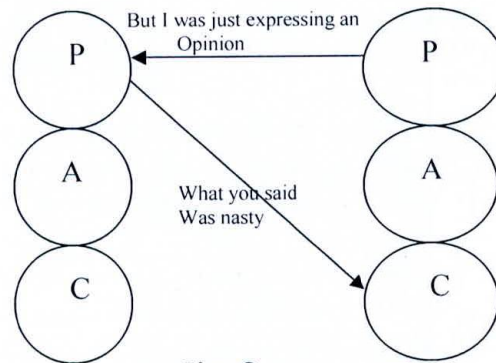 But I was just expressing an
Opinion
P
P
A
A
What you said
Was nasty
C
C